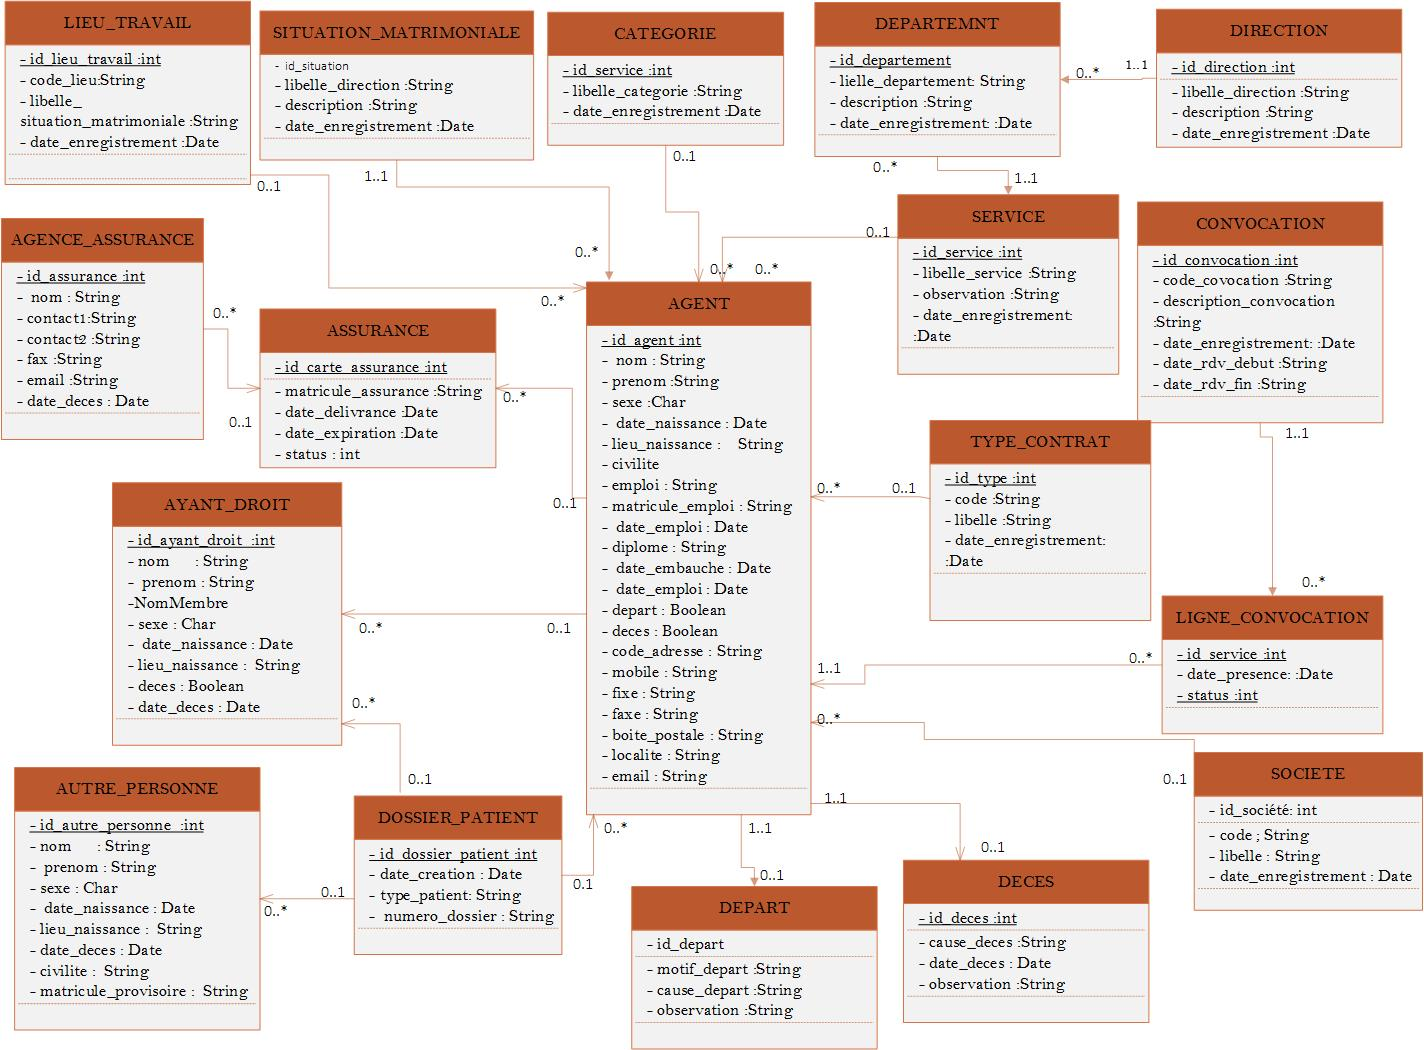 LIEU_TRAVAIL
- id_lieu_travail :int
- code_lieu:String
- libelle_
situation_matrimoniale :String
- date_enregistrement :Date
0..1
SITUATION_MATRIMONIALE
- id_situation
- libelle_direction :String
- description :String
- date_enregistrement :Date
1..1
0..*
CATEGORIE
- id_service :int
- libelle_categorie :String
- date_enregistrement :Date
0..1
DEPARTEMNT
- id_departement
- lielle_departement: String
- description :String
- date_enregistrement: :Date
0..*
0..*
1..1
DIRECTION
- id_direction :int
- libelle_direction :String
- description :String
- date_enregistrement :Date
1..1
SERVICE
- id_service :int
- libelle_service :String
- observation :String
- date_enregistrement:
:Date
0..1
0..*
0..*
CONVOCATION
- id_convocation :int
- code_covocation :String
- description_convocation
:String
- date_enregistrement: :Date
- date_rdv_debut :String
- date_rdv_fin :String
1..1
0..*
AGENCE_ASSURANCE
- id_assurance :int
- nom : String
- contact1:String
- contact2 :String
- fax :String
- email :String
- date_deces : Date
0..*
0..1
ASSURANCE
- id_carte_assurance :int
- matricule_assurance :String
- date_delivrance :Date
- date_expiration :Date
- status : int
0..*
0..1
0..*
AGENT
- id_agent :int
- nom : String
- prenom :String
- sexe :Char
- date_naissance : Date
- lieu_naissance : String
- civilite
- emploi : String
- matricule_emploi : String
- date_emploi : Date
- diplome : String
- date_embauche : Date
- date_emploi : Date
- depart : Boolean
- deces : Boolean
- code_adresse : String
- mobile : String
- fixe : String
- faxe : String
- boite_postale : String
- localite : String
- email : String
TYPE_CONTRAT
- id_type :int
- code :String
- libelle : String
- date_enregistrement:
:Date
0..*
0..1
AYANT_DROIT
- id_ayant_droit :int
- nom : String
- prenom : String
-NomMembre
- sexe : Char
- date_naissance : Date
- lieu_naissance : String
- deces : Boolean
- date_deces : Date
0..*
0..1
0..*
0..1
LIGNE_CONVOCATION
- id_service :int
- date_presence: :Date
- status :int
0..*
1..1
0..*
0..1
SOCIETE
- id_société: int
- code ; String
- libelle : String
- date_enregistrement : Date
AUTRE_PERSONNE
- id_autre_personne :int
- nom : String
- prenom : String
- sexe : Char
- date_naissance : Date
- lieu_naissance : String
- date_deces : Date
- civilite : String
- matricule_provisoire : String
0..*
0..1
DOSSIER_PATIENT
- id_dossier_patient :int
- date_creation : Date
- type_patient: String
- numero_dossier : String
0.1
0..*
1..1
0..1
DEPART
- id_depart
- motif_depart :String
- cause_depart :String
- observation :String
1..1
0..1
DECES
- id_deces :int
- cause_deces :String
- date_deces : Date
- observation :String